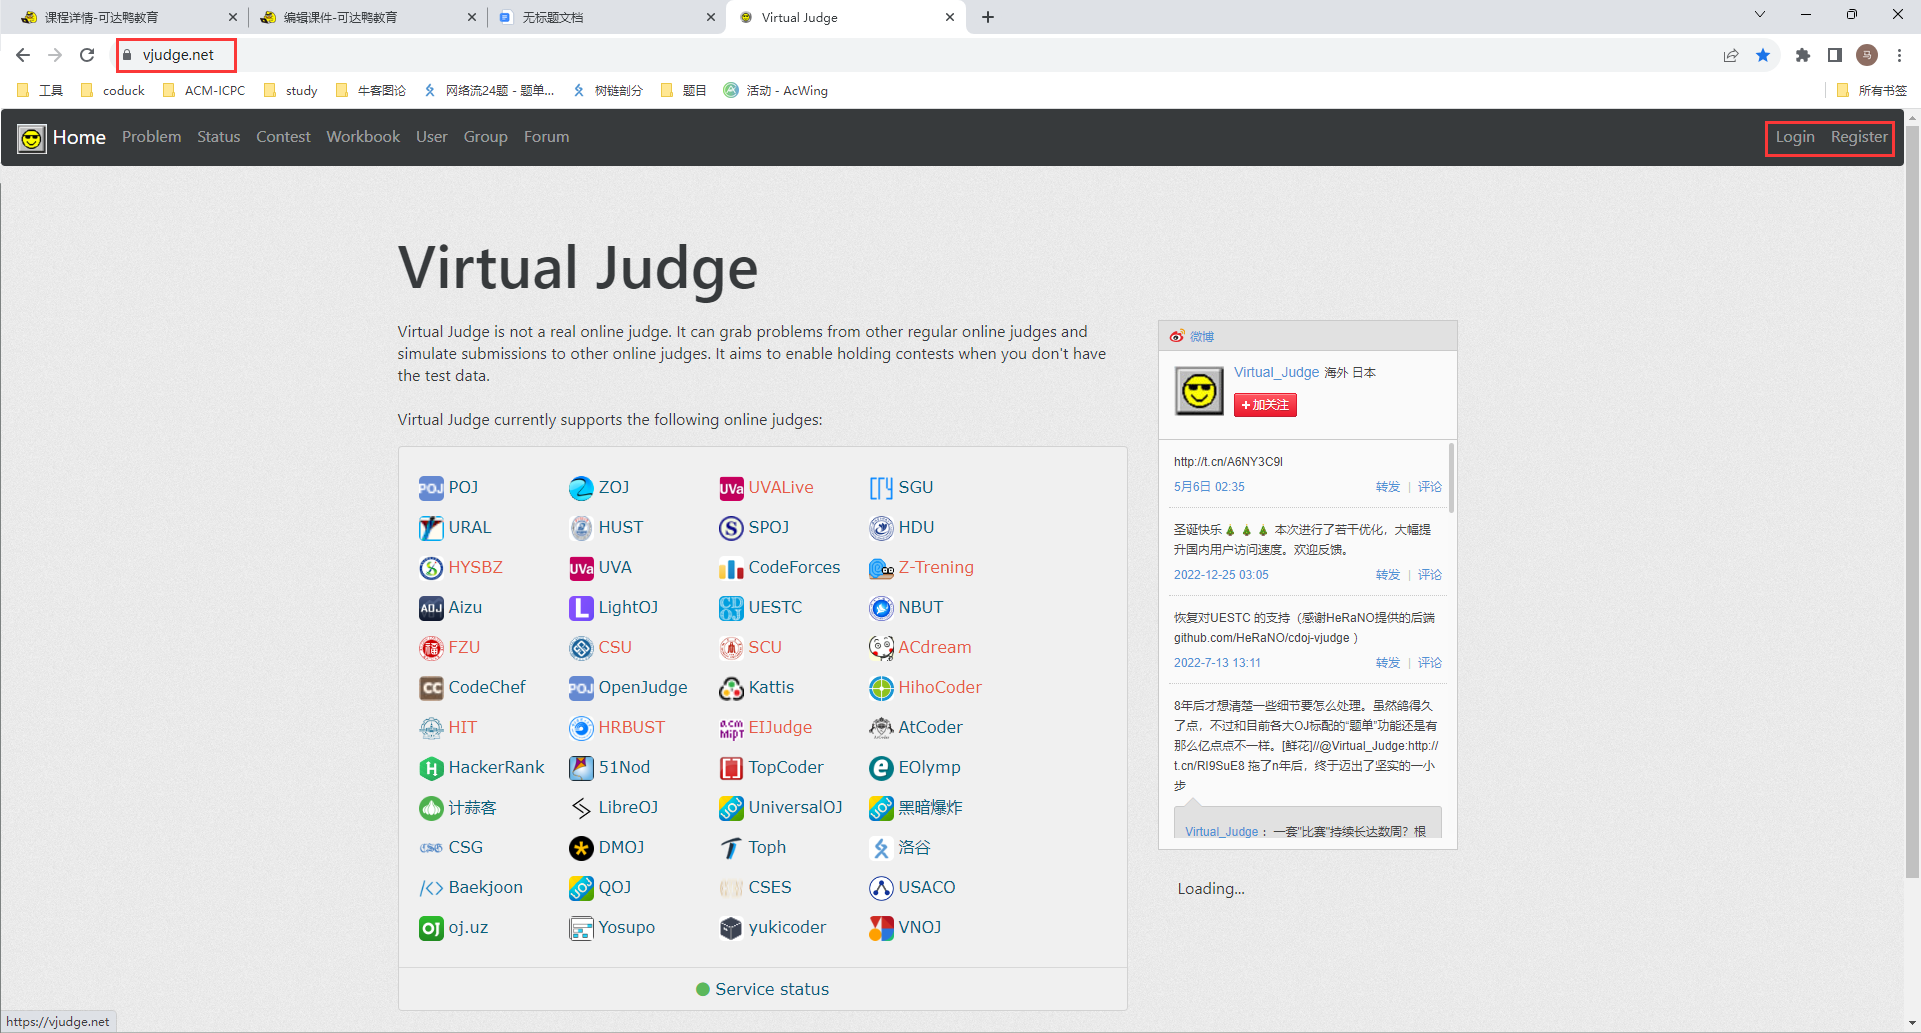 课程详情-可达鸭教育
编辑课件-可达鸭教育
无标题文档
Virtual Judge
vjudge.net
马
工具
coduck
ACM-ICPC
study
牛客图论
网络流24题 - 题单...
树链剖分
题目
活动 - AcWing
所有书签
Home Problem Status Contest Workbook User Group Forum
Login Register
Virtual Judge
Virtual Judge is not a real online judge. It can grab problems from other regular online judges and
simulate submissions to other online judges. It aims to enable holding contests when you don't have
the test data.
Virtual Judge currently supports the following online judges:
POJ POJ ZOJ UVa UVALive SGU
URAL HUST SPOJ HDU
HYSBZ UVa UVA CodeForces Z-Trening
AOJ Aizu LightOJ CDOJ UESTC NBUT
福 FZU CSU SCU ACdream
CC CodeChef POJ OpenJudge Kattis HihoCoder
HIT HRBUST acm MIPT EIJudge AtCoder
HackerRank 51Nod TopCoder EOlymp
计蒜客 LibreOJ UOJ UniversalOJ UOJ 黑暗爆炸
CSG CSG DMOJ Toph 洛谷
Baekjoon UOJ QOJ CSES USACO
OJ oj.uz Yosupo yukicoder VNOJ
Service status
微博
Virtual_Judge 海外 日本
+加关注
http://t.cn/A6NY3C9I
5月6日 02:35 转发 | 评论
圣诞快乐🎄 🎄 🎄 本次进行了若干优化，大幅提
升国内用户访问速度。欢迎反馈。
2022-12-25 03:05 转发 | 评论
恢复对UESTC 的支持（感谢HeRaNO提供的后端
github.com/HeRaNO/cdoj-vjudge ）
2022-7-13 13:11 转发 | 评论
8年后才想清楚一些细节要怎么处理。虽然鸽得久
了点，不过和目前各大OJ标配的“题单”功能还是有
那么亿点点不一样。[鲜花]//@Virtual_Judge:http://
t.cn/RI9SuE8 拖了n年后，终于迈出了坚实的一小
步
Virtual_Judge ：一套"比赛"持续长达数周？根
Loading...
https://vjudge.net